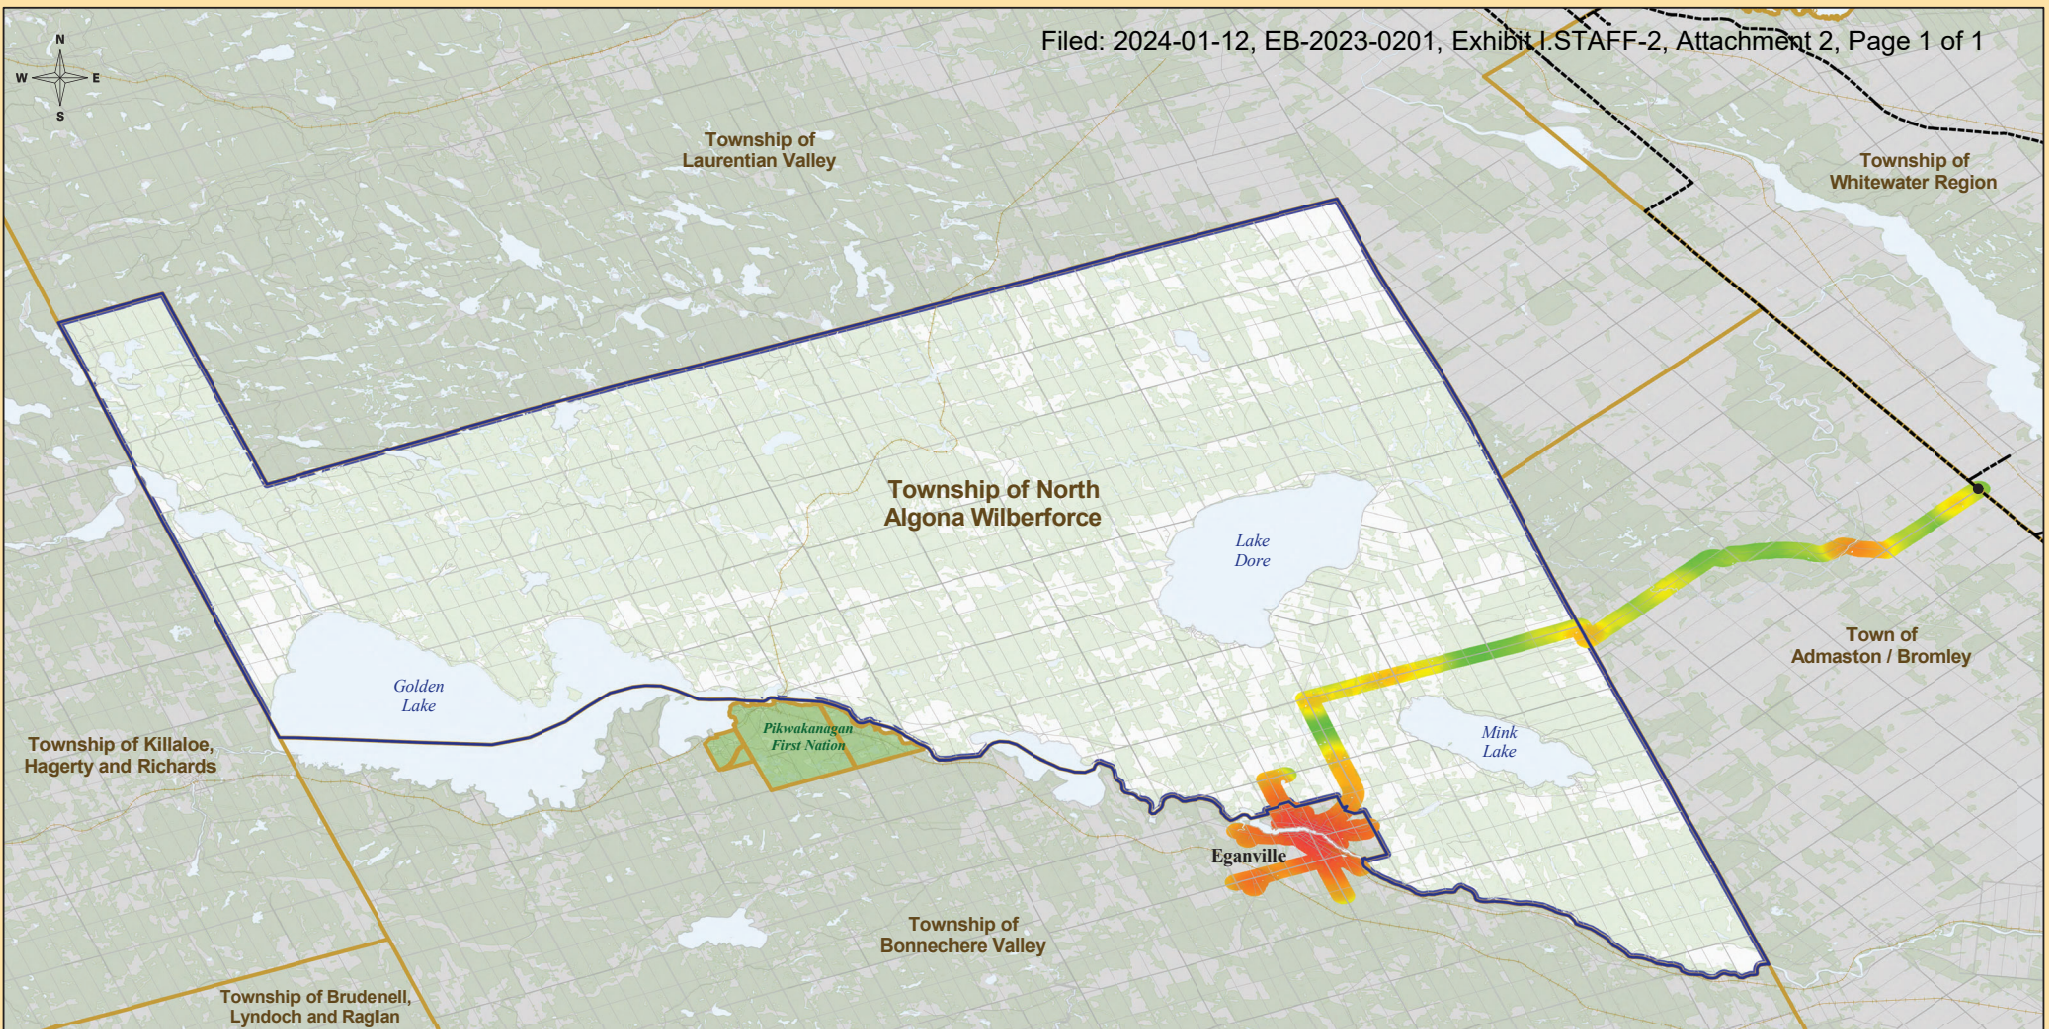 Filed: 2024-01-12, EB-2023-0201, Exhibit I.STAFF-2, Attachment 2, Page 1 of 1
N
W E
S
Township of
Laurentian Valley
Township of
Whitewater Region
Township of North
Algona Wilberforce
Lake
Dore
Town of
Admaston / Bromley
Golden
Lake
Pikwakanagan
First Nation
Mink
Lake
Township of Killaloe,
Hagerty and Richards
Eganville
Township of
Bonnechere Valley
Township of Brudenell,
Lyndoch and Raglan